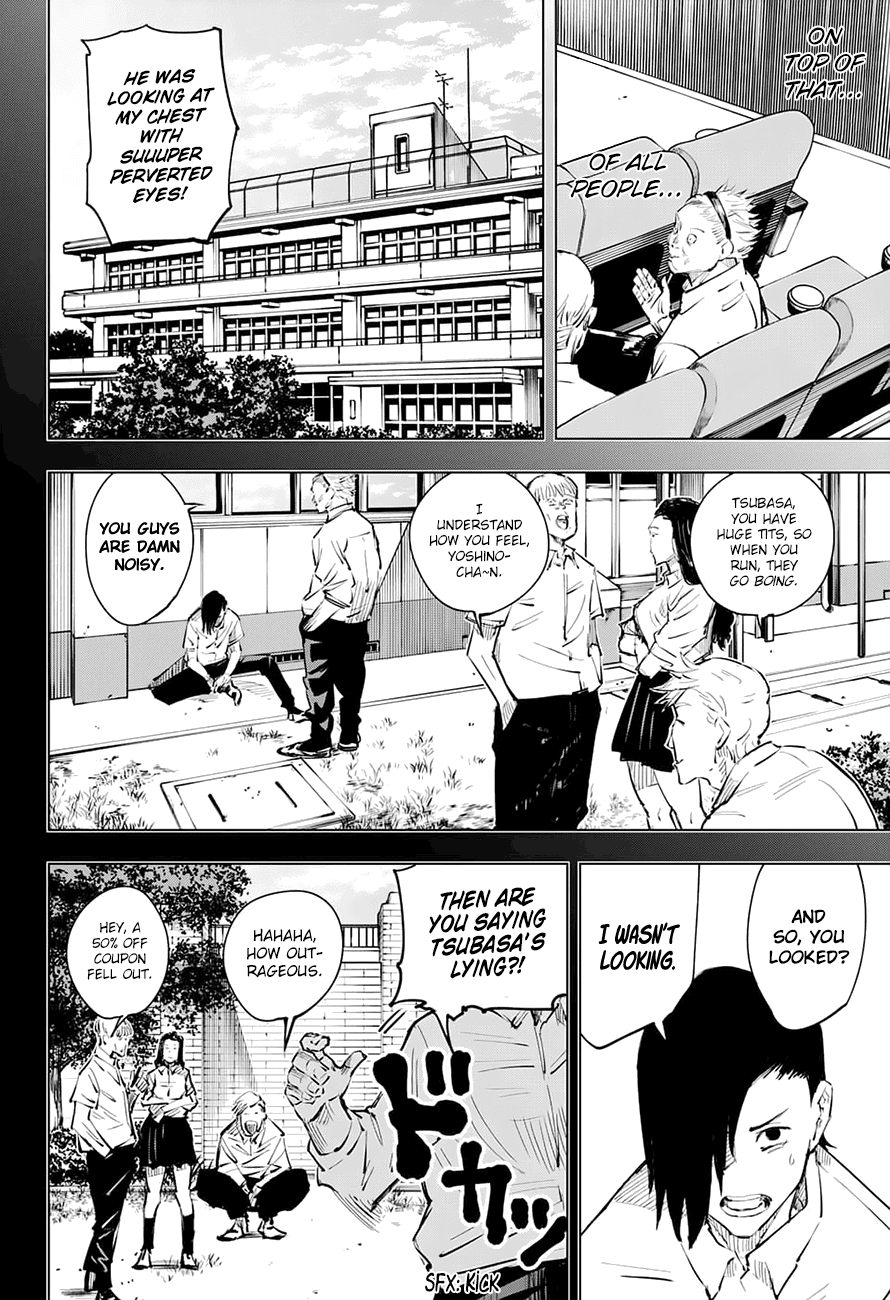 ON
TOP OF
THAT...
OF ALL
PEOPLE...
HE WAS
LOOKING AT
MY CHEST
WITH
SUUUPER
PERVERTED
EYES!
TSUBASA,
YOU HAVE
HUGE TITS, SO
WHEN YOU
RUN, THEY
GO BOING.
I
UNDERSTAND
HOW YOU FEEL,
YOSHINO-
CHA~N.
YOU GUYS
ARE DAMN
NOISY.
AND
SO, YOU
LOOKED?
I WASN'T
LOOKING.
THEN ARE
YOU SAYING
TSUBASA'S
LYING?!
ドカッ
SFX: KICK
HAHAHA,
HOW OUT-
RAGEOUS.
HEY, A
50% OFF
COUPON
FELL OUT.